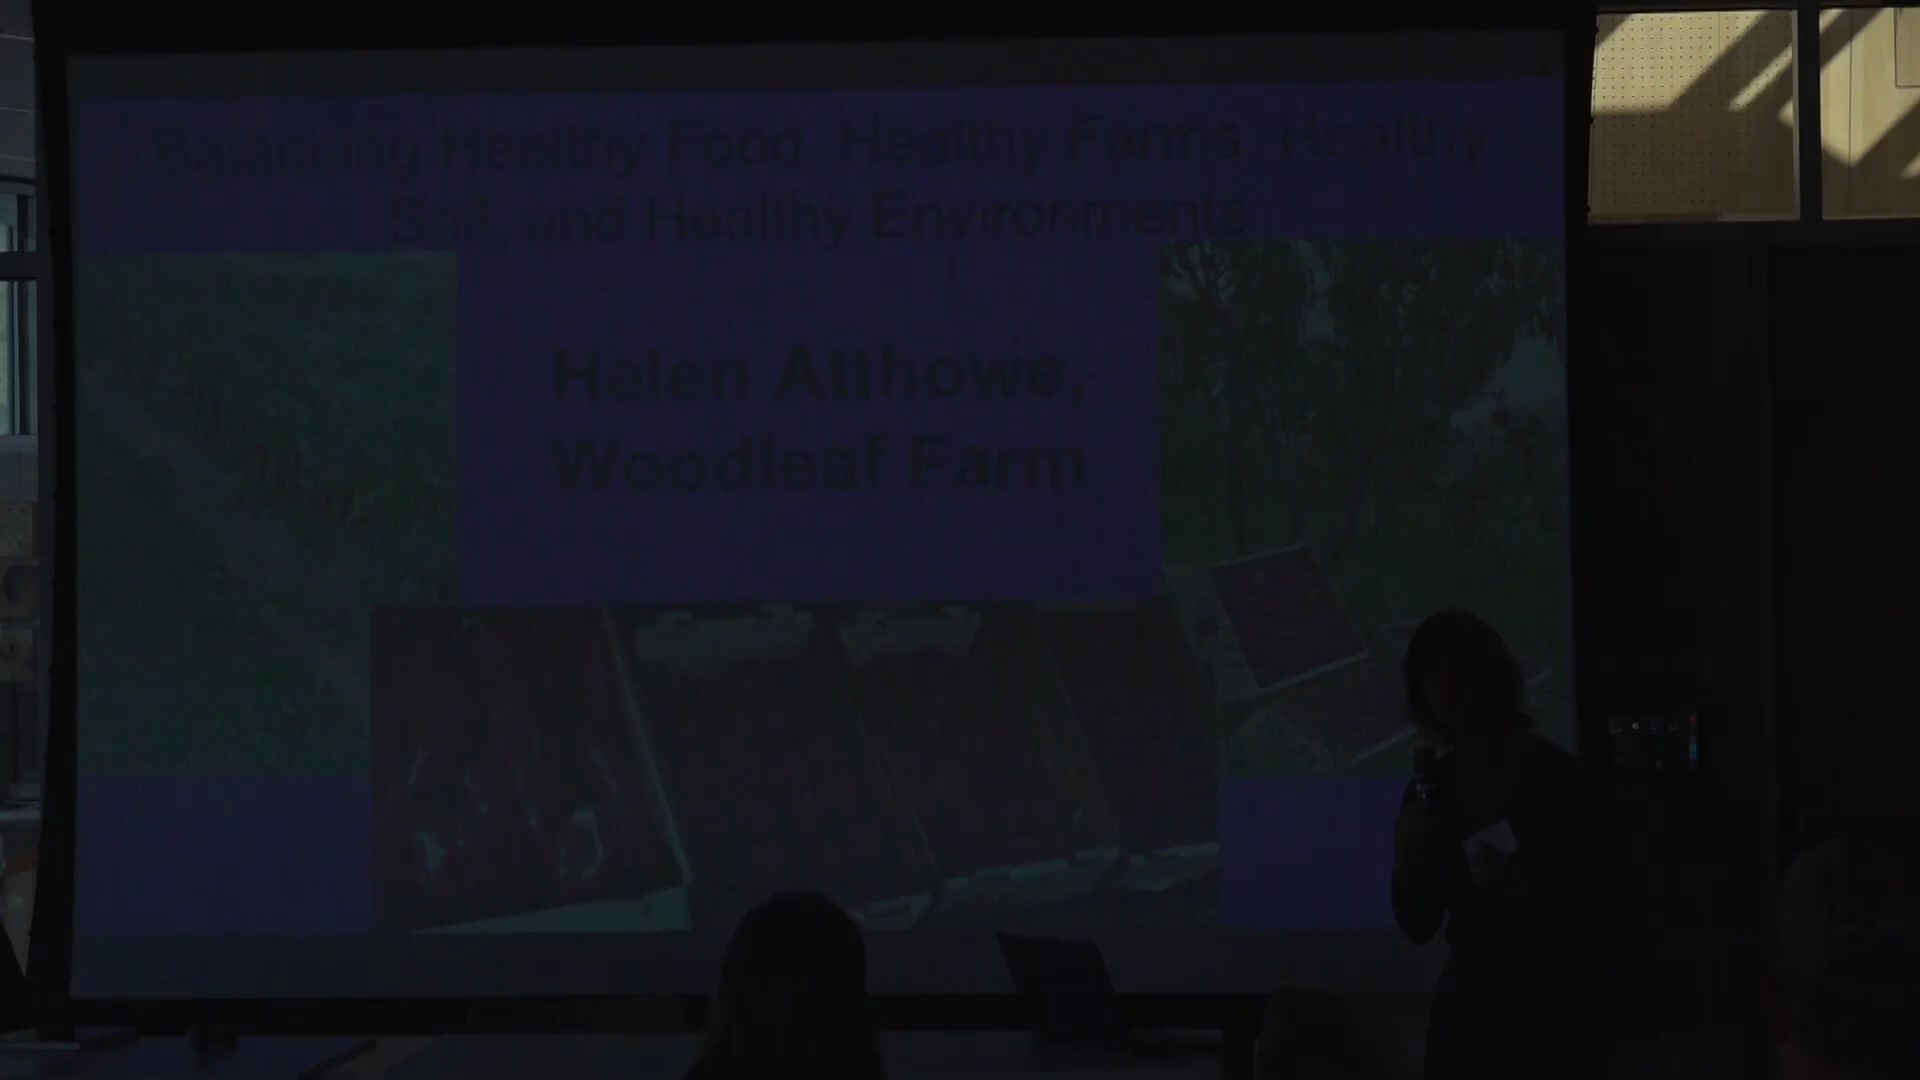 Balancing Healthy Food, Healthy Farms, Healthy
Soil, and Healthy Environments
Helen Atthowe,
Woodleaf Farm